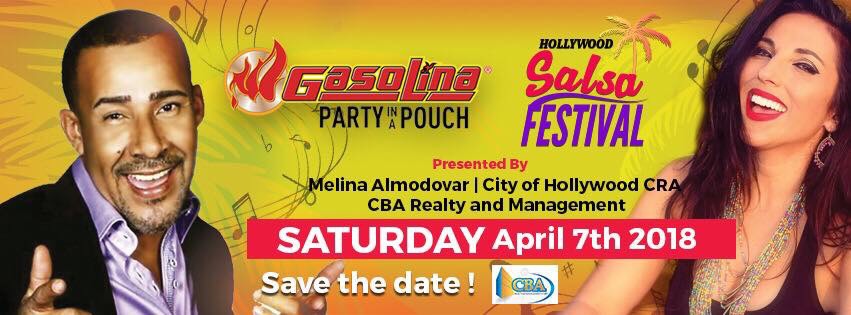 Gasolina®
PARTY IN A POUCH
HOLLYWOOD
Salsa
FESTIVAL
Presented By
Melina Almodovar | City of Hollywood CRA
CBA Realty and Management
SATURDAY April 7th 2018
Save the date !
CBA